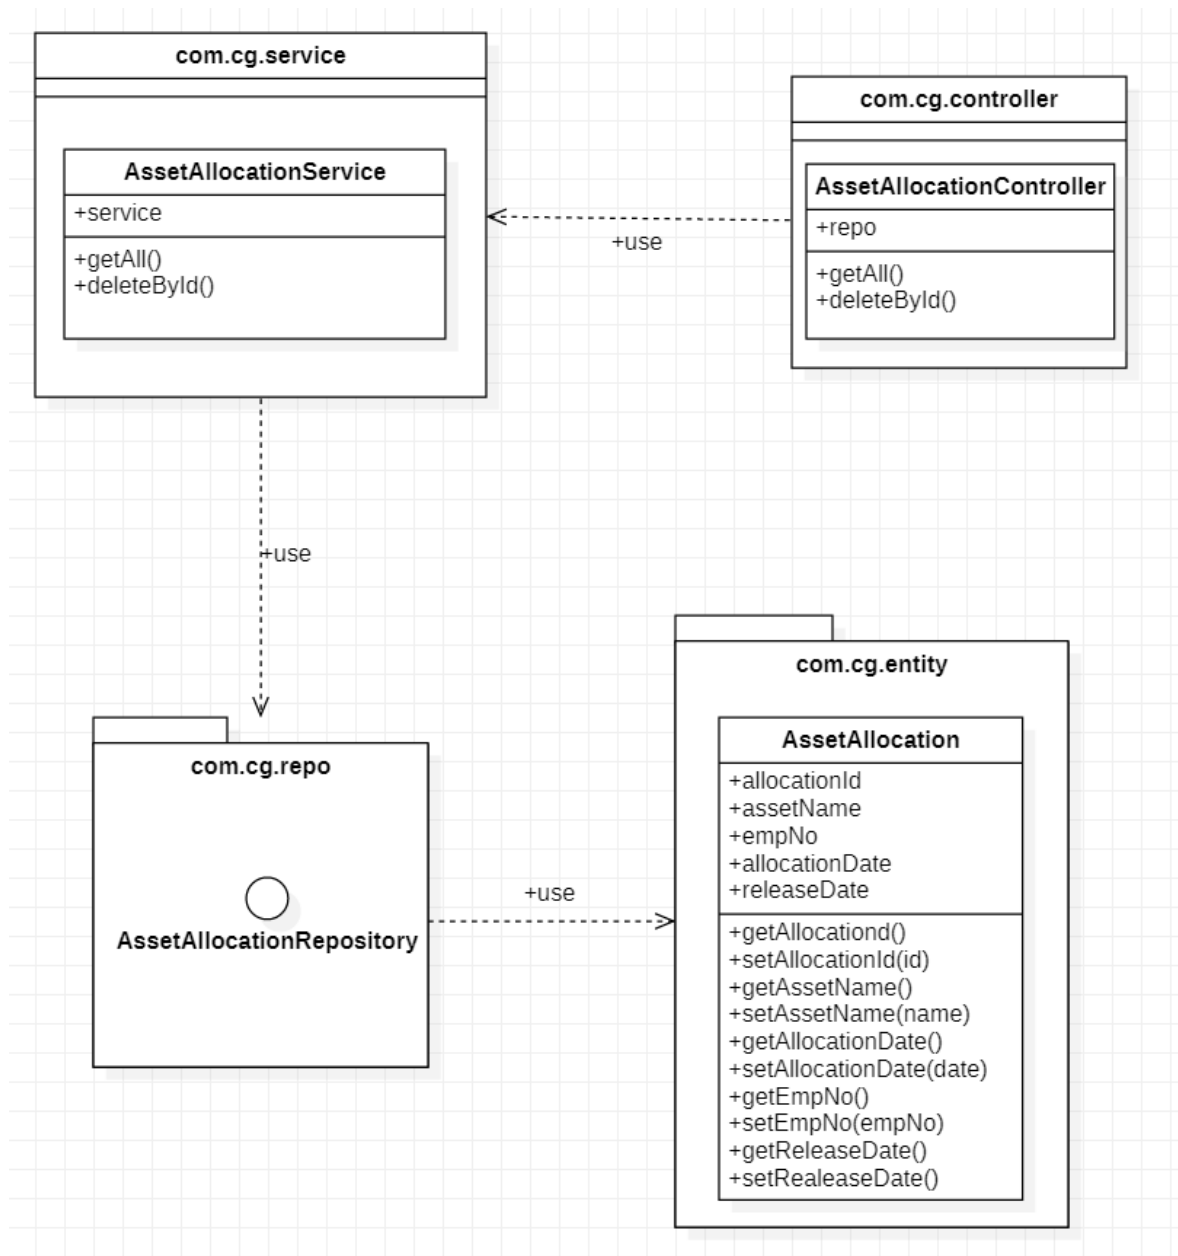 com.cg.service
AssetAllocationService
+service
+getAll()
+deleteById()
com.cg.controller
AssetAllocationController
+repo
+getAll()
+deleteById()
+use
+use
com.cg.repo
AssetAllocationRepository
+use
com.cg.entity
AssetAllocation
+allocationId
+assetName
+empNo
+allocationDate
+releaseDate
+getAllocationd()
+setAllocationId(id)
+getAssetName()
+setAssetName(name)
+getAllocationDate()
+setAllocationDate(date)
+getEmpNo()
+setEmpNo(empNo)
+getReleaseDate()
+setRealeaseDate()